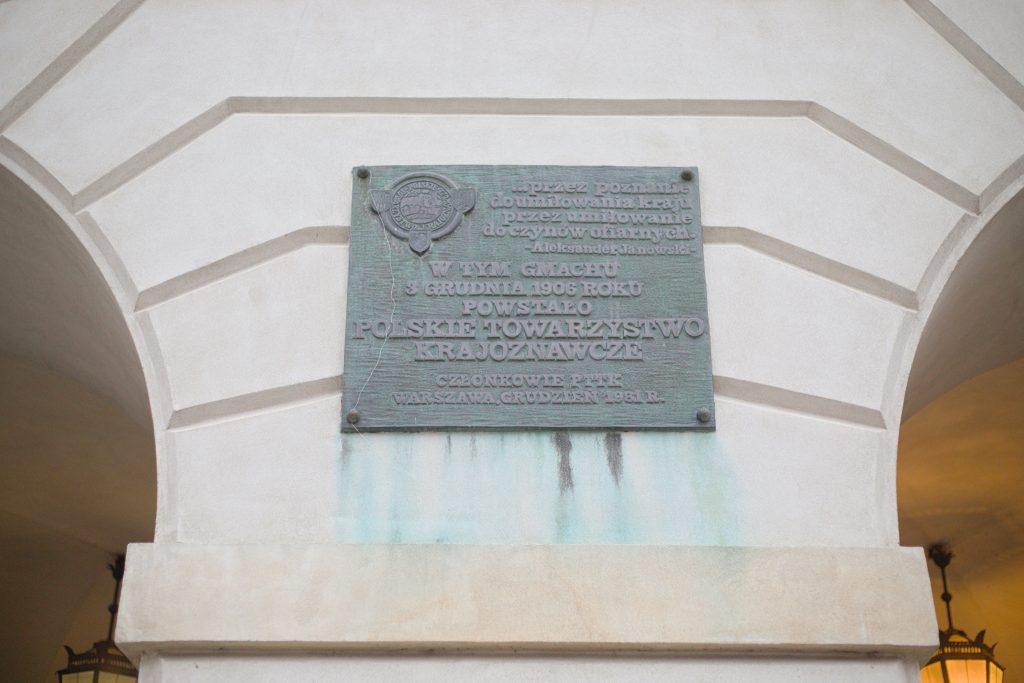 ...przez poznanie
do umiłowania kraju
przez umiłowanie
do czynów ofiarnych.
-Aleksander Janowski-
W TYM GMACHU
3 GRUDNIA 1906 ROKU
POWSTAŁO
POLSKIE TOWARZYSTWO
KRAJOZNAWCZE
CZŁONKOWIE PTTK
WARSZAWA, GRUDZIEŃ 1981 R.